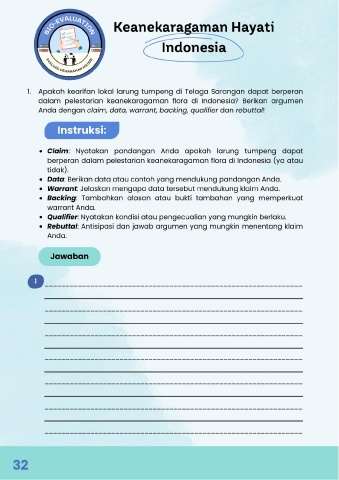 BIO-EVALUATION
Keanekaragaman Hayati
Indonesia
1. Apakah kearifan lokal larung tumpeng di Telaga Sarangan dapat berperan
dalam pelestarian keanekaragaman flora di Indonesia? Berikan argumen
Anda dengan claim, data, warrant, backing, qualifier dan rebuttal!
Instruksi:
• Claim: Nyatakan pandangan Anda apakah larung tumpeng dapat
berperan dalam pelestarian keanekaragaman flora di Indonesia (ya atau
tidak).
• Data: Berikan data atau contoh yang mendukung pandangan Anda.
• Warrant: Jelaskan mengapa data tersebut mendukung klaim Anda.
• Backing: Tambahkan alasan atau bukti tambahan yang memperkuat
warrant Anda.
• Qualifier: Nyatakan kondisi atau pengecualian yang mungkin berlaku.
• Rebuttal: Antisipasi dan jawab argumen yang mungkin menentang klaim
Anda.
Jawaban
1
32